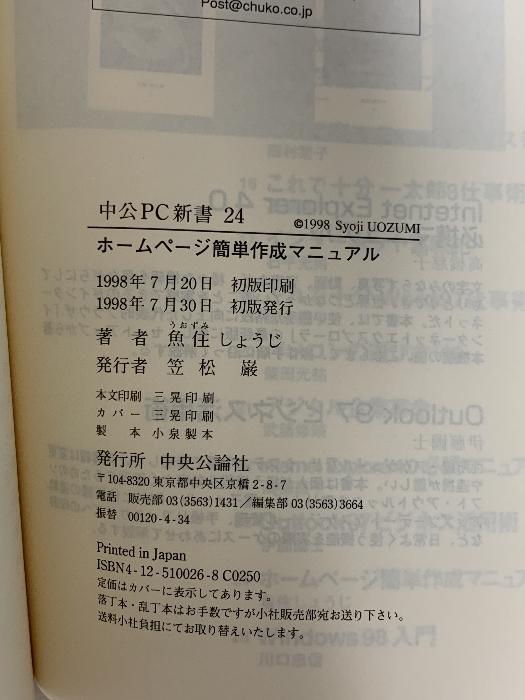 Post@chuko.co.jp
中公PC新書 24
©1998 Syoji UOZUMI
ホームページ簡単作成マニュアル
1998年7月20日 初版印刷
1998年7月30日 初版発行
うおずみ
著 者 魚住しょうじ
発行者 笠松 巌
本文印刷 三晃印刷
カバー 三晃印刷
製 本 小泉製本
発行所 中央公論社
〒104-8320 東京都中央区京橋2-8-7
電話 販売部 03(3563)1431/編集部 03(3563)3664
振替 00120-4-34
Printed in Japan
ISBN4-12-510026-8 C0250
定価はカバーに表示してあります。
落丁本・乱丁本はお手数ですが小社販売部宛お送り下さい。
送料小社負担にてお取り替えいたします。